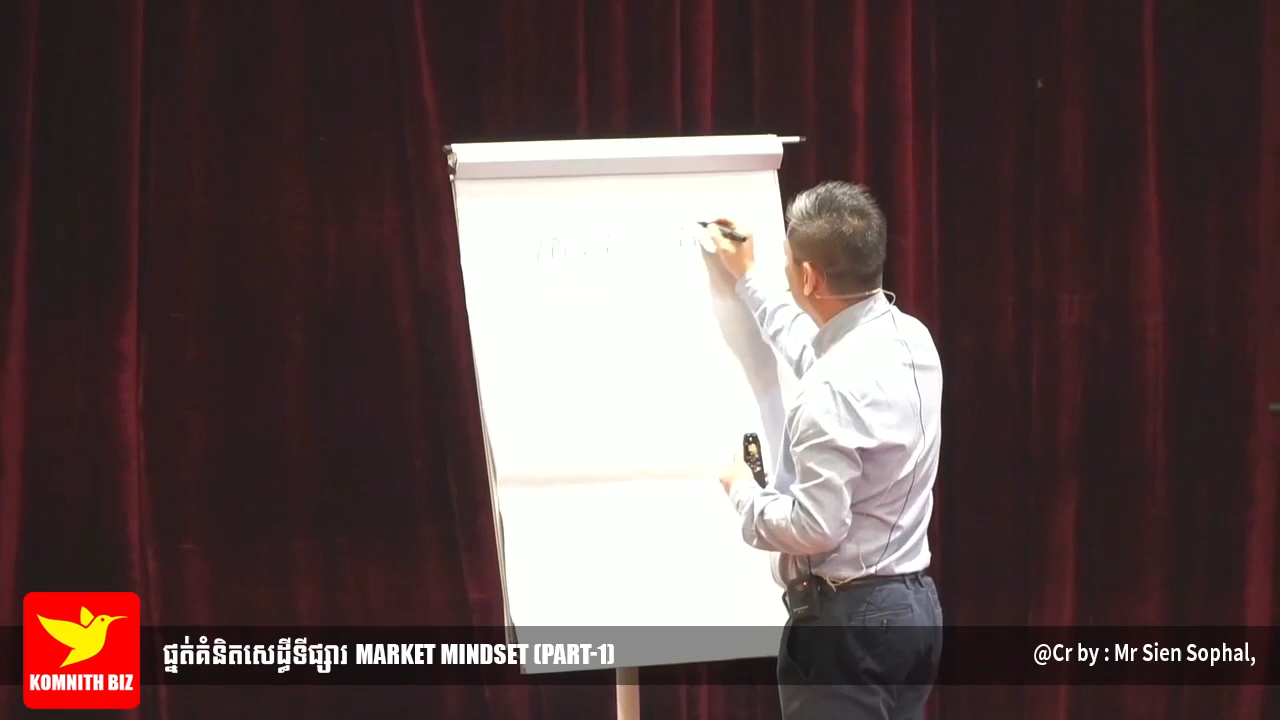 KOMNITH BIZ
ផ្នត់គំនិតសេដ្ឋីទីផ្សារ MARKET MINDSET (PART-1)
@Cr by : Mr Sien Sophal,